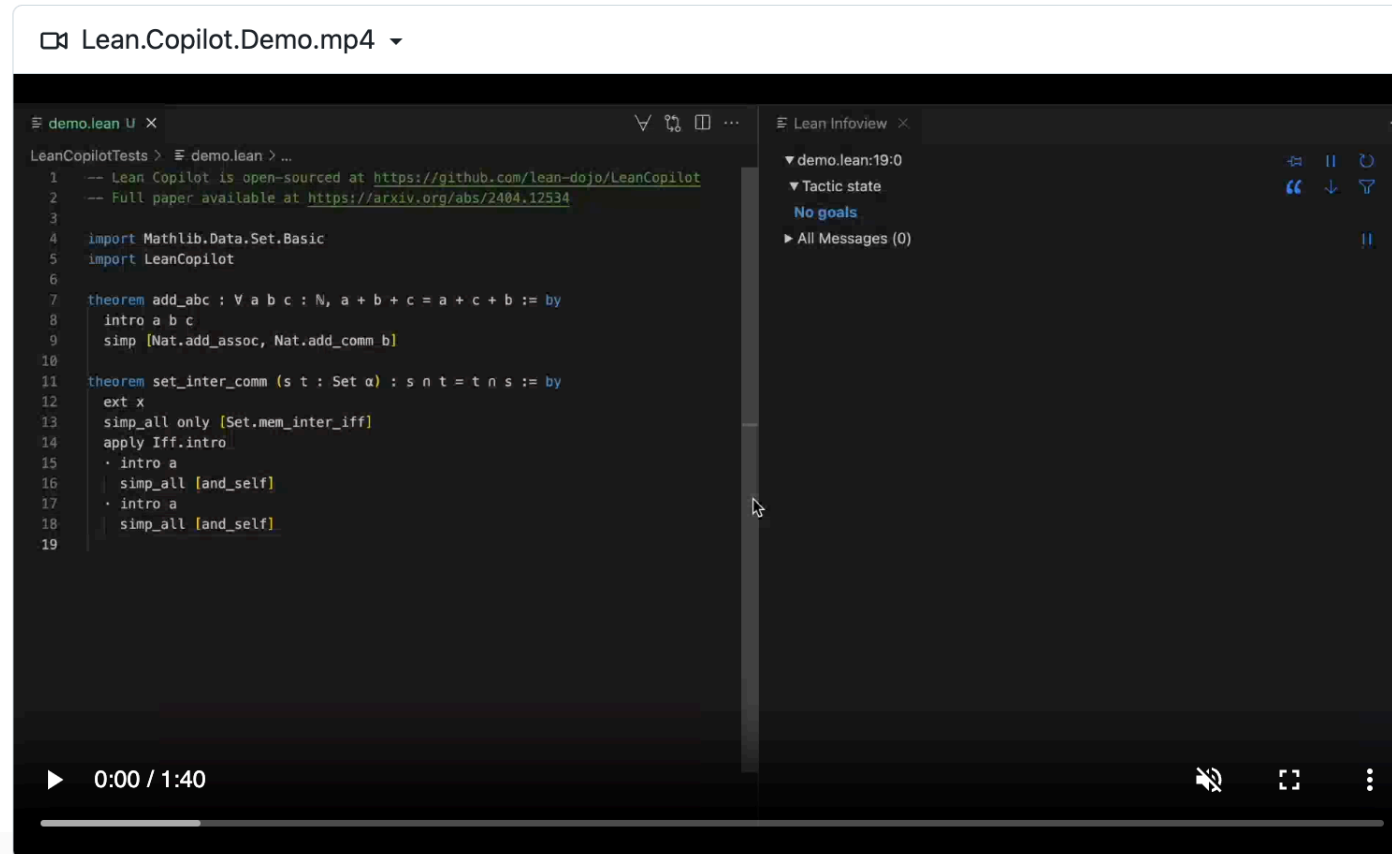 Lean.Copilot.Demo.mp4
demo.lean U
LeanCopilotTests > demo.lean > ...
1 -- Lean Copilot is open-sourced at https://github.com/lean-dojo/LeanCopilot
2 -- Full paper available at https://arxiv.org/abs/2404.12534
3
4 import Mathlib.Data.Set.Basic
5 import LeanCopilot
6
7 theorem add_abc : ∀ a b c : ℕ, a + b + c = a + c + b := by
8 intro a b c
9 simp [Nat.add_assoc, Nat.add_comm b]
10
11 theorem set_inter_comm (s t : Set α) : s ∩ t = t ∩ s := by
12 ext x
13 simp_all only [Set.mem_inter_iff]
14 apply Iff.intro
15 · intro a
16 simp_all [and_self]
17 · intro a
18 simp_all [and_self]
19
Lean Infoview
demo.lean:19:0
Tactic state
No goals
All Messages (0)
0:00 / 1:40